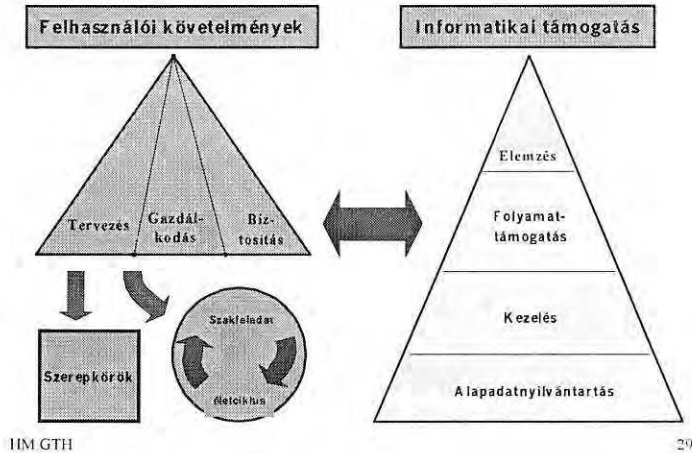 Felhasználói követelmények
Informatikai támogatás
Tervezés
Gazdál-
kodás
Biz-
tosítás
Elemzés
Folyamat-
támogatás
Kezelés
Alapadatnyilvántartás
Szerepkörök
Szakfeladat
életciklus
HM GTH
29